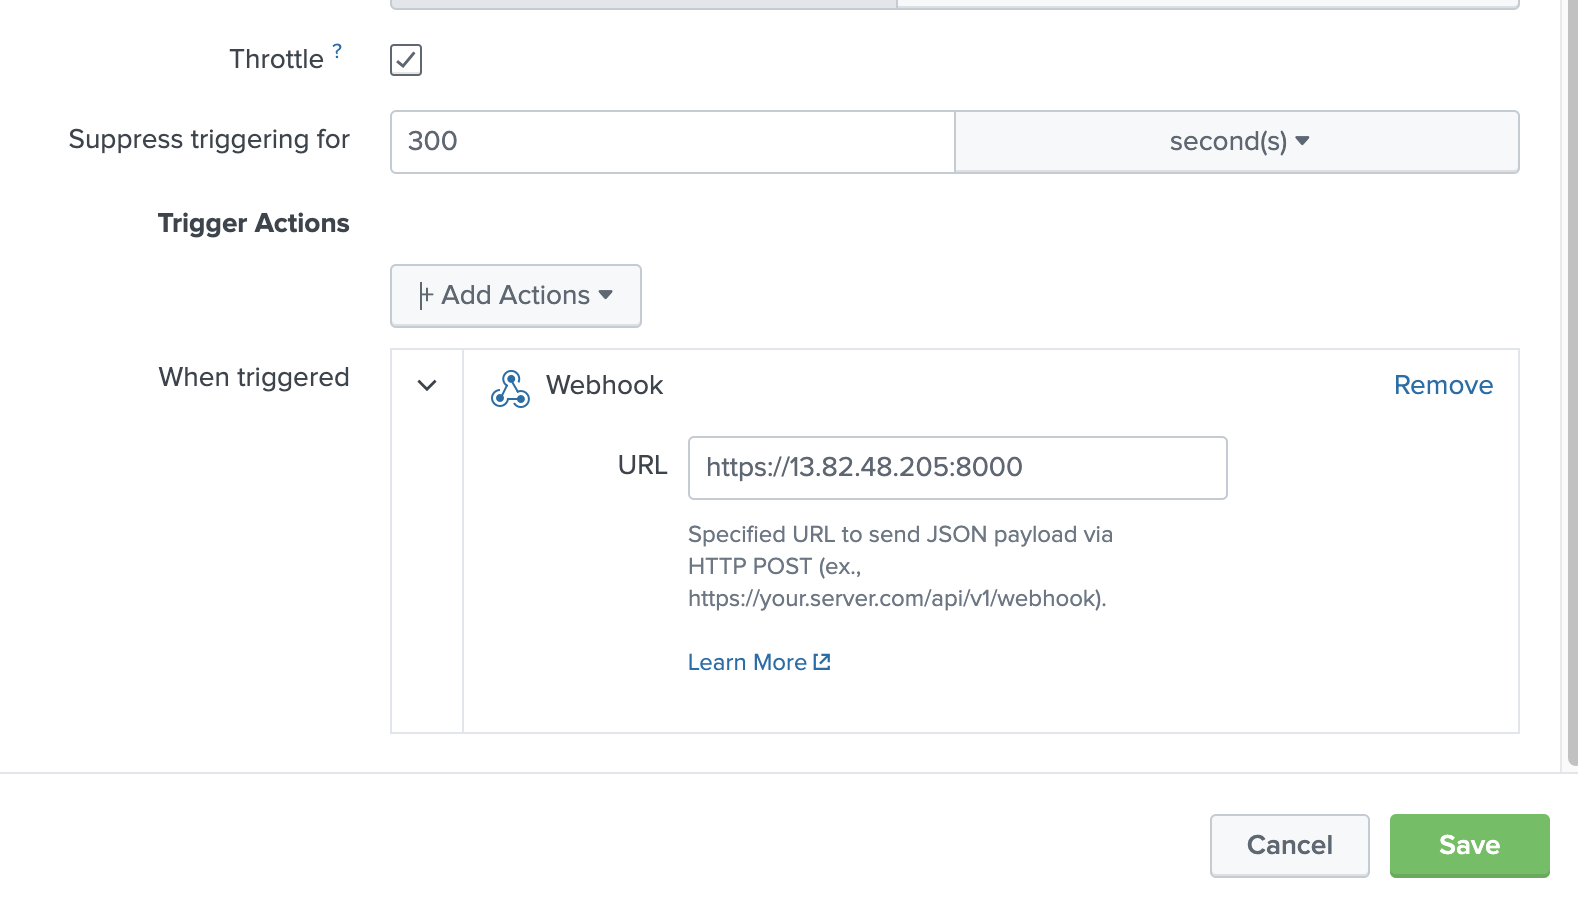 Throttle ?
Suppress triggering for 300 second(s)
Trigger Actions
+ Add Actions
When triggered
Webhook Remove
URL https://13.82.48.205:8000
Specified URL to send JSON payload via
HTTP POST (ex.,
https://your.server.com/api/v1/webhook).
Learn More
Cancel Save